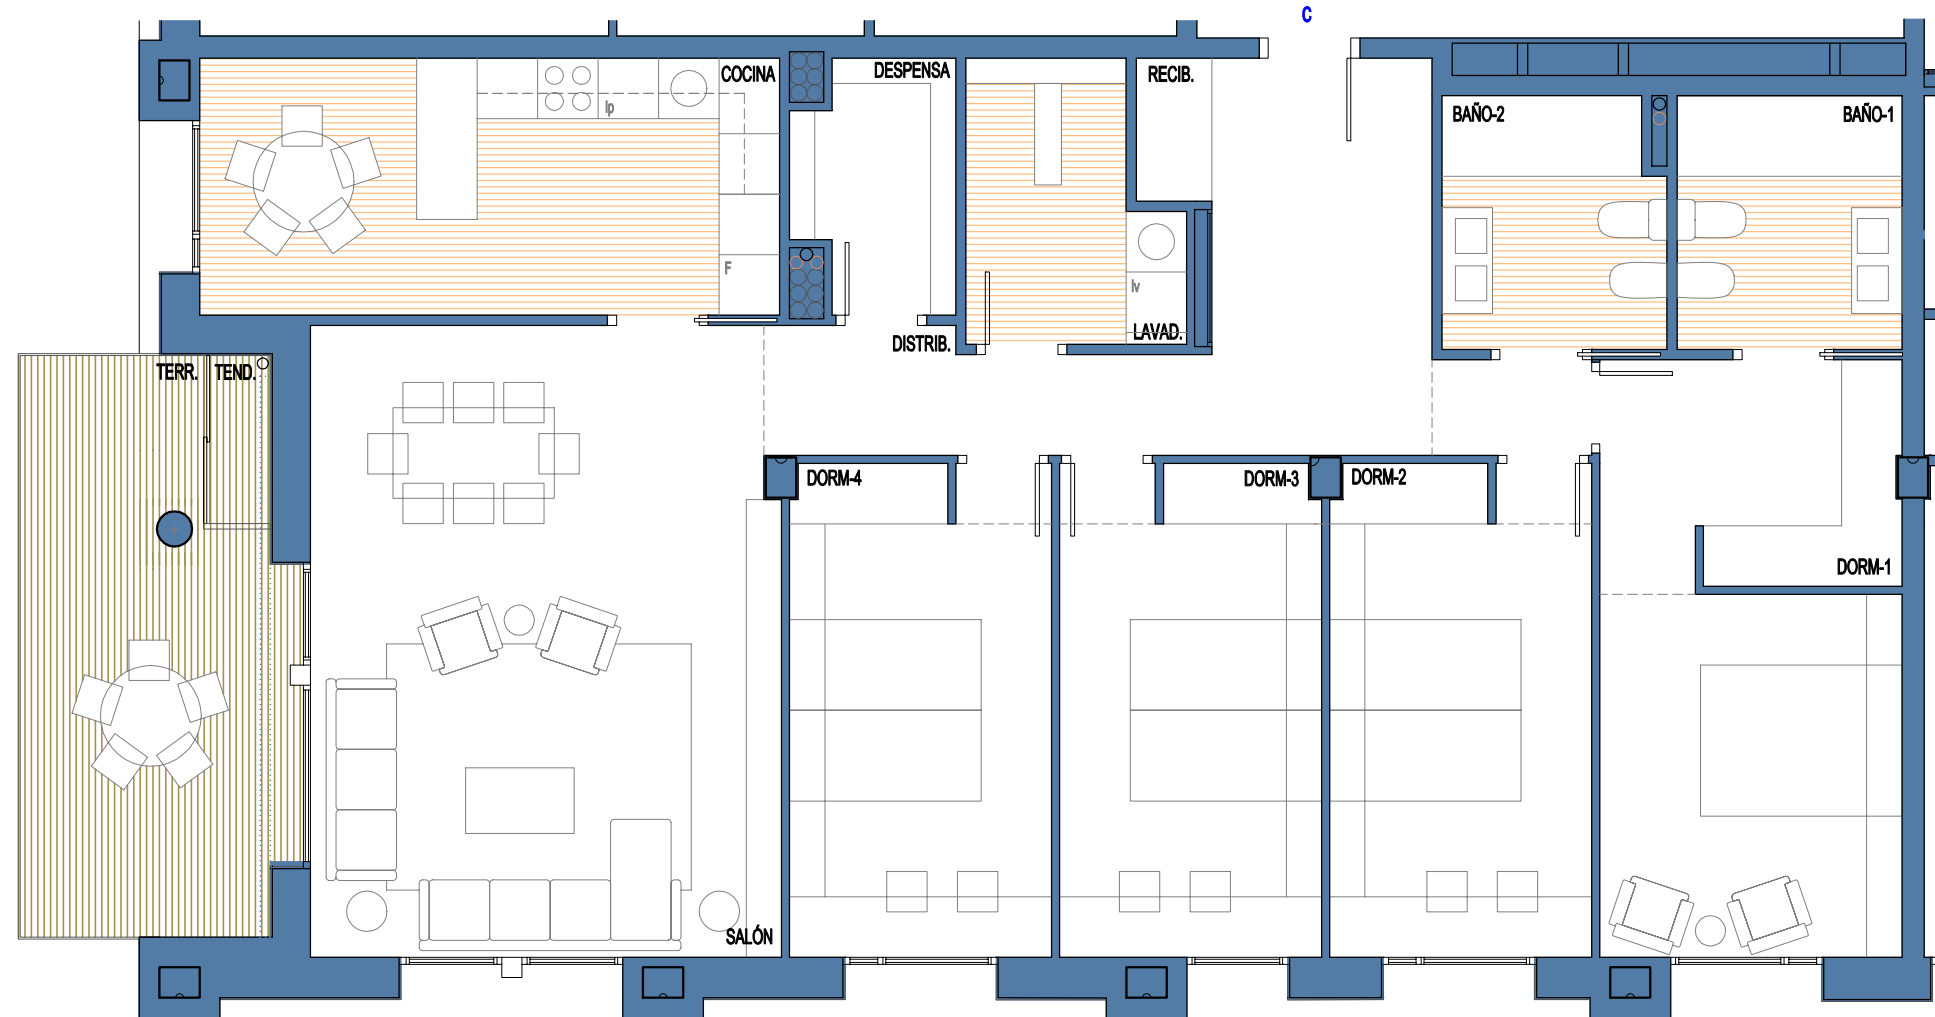 C
COCINA
DESPENSA
RECIB.
BAÑO-2
BAÑO-1
lp
F
lv
LAVAD.
DISTRIB.
TERR.
TEND.
DORM-4
DORM-3
DORM-2
DORM-1
SALÓN